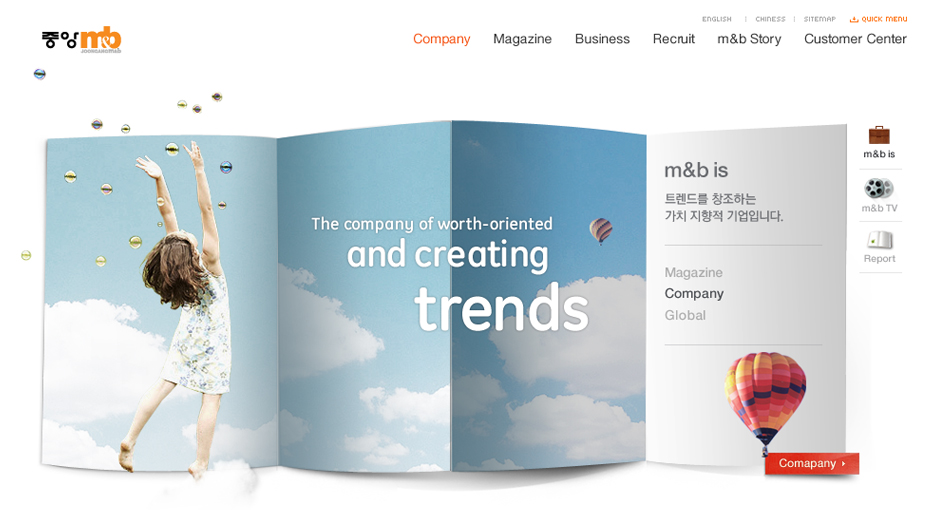 ENGLISH
CHINESS
SITEMAP
QUICK MENU
중앙m&b
Company
Magazine
Business
Recruit
m&b Story
Customer Center
The company of worth-oriented
and creating
trends
m&b is
트렌드를 창조하는
가치 지향적 기업입니다.
Magazine
Company
Global
Comapany
m&b is
m&b TV
Report